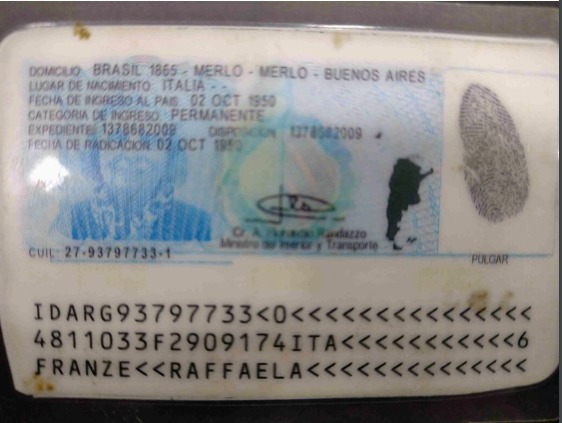 DOMICILIO: BRASIL 1865 - MERLO - MERLO - BUENOS AIRES
LUGAR DE NACIMIENTO: ITALIA - -
FECHA DE INGRESO AL PAIS: 02 OCT 1950
CATEGORIA DE INGRESO: PERMANENTE
EXPEDIENTE: 1378682009 DISPOSICION: 1378682009
FECHA DE RADICACION: 02 OCT 1950
Cr. A. Randazzo
Ministro del Interior y Transporte
CUIL: 27-93797733-1
PULGAR
IDARG93797733<0<<<<<<<<<<<<<<<
4811033F2909174ITA<<<<<<<<<<<6
FRANZE<<RAFFAELA<<<<<<<<<<<<<<